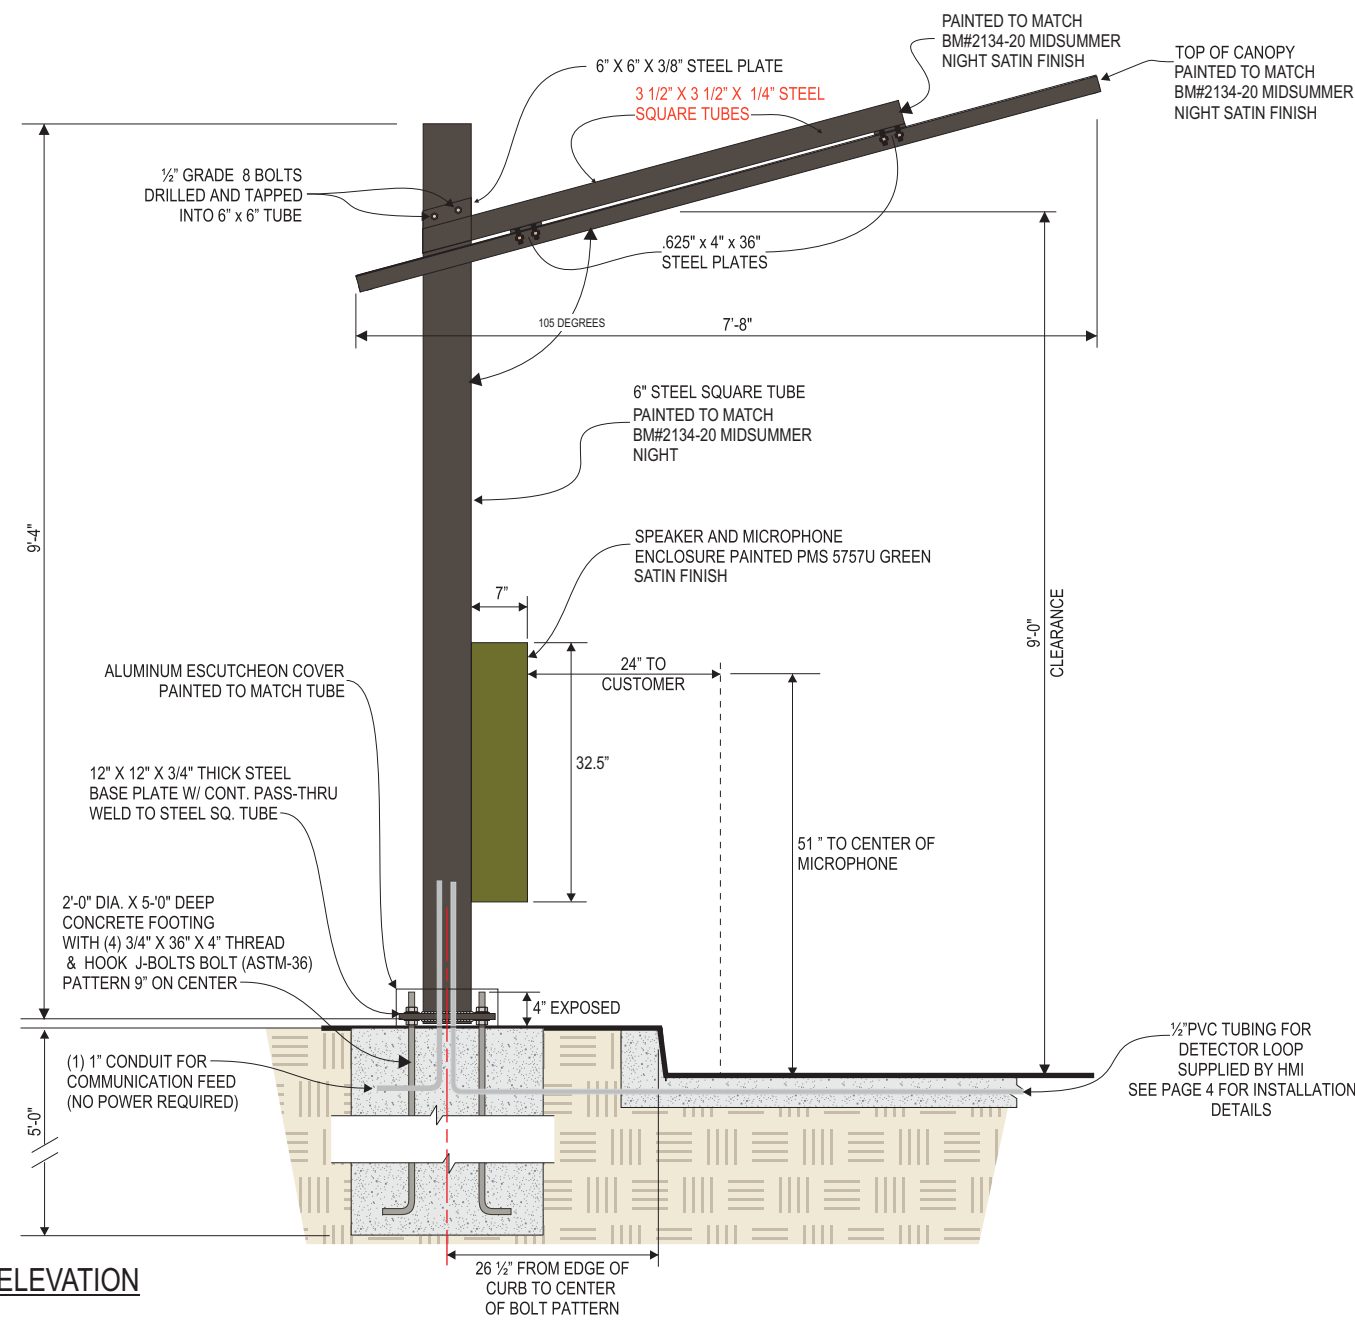 PAINTED TO MATCH
BM#2134-20 MIDSUMMER
NIGHT SATIN FINISH
TOP OF CANOPY
PAINTED TO MATCH
BM#2134-20 MIDSUMMER
NIGHT SATIN FINISH
6” X 6” X 3/8” STEEL PLATE
3 1/2” X 3 1/2” X 1/4” STEEL
SQUARE TUBES
½” GRADE 8 BOLTS
DRILLED AND TAPPED
INTO 6” x 6” TUBE
.625" x 4" x 36"
STEEL PLATES
105 DEGREES
7'-8"
6" STEEL SQUARE TUBE
PAINTED TO MATCH
BM#2134-20 MIDSUMMER
NIGHT
9'-4"
SPEAKER AND MICROPHONE
ENCLOSURE PAINTED PMS 5757U GREEN
SATIN FINISH
7”
9'-0"
CLEARANCE
24” TO
CUSTOMER
ALUMINUM ESCUTCHEON COVER
PAINTED TO MATCH TUBE
32.5”
12" X 12" X 3/4" THICK STEEL
BASE PLATE W/ CONT. PASS-THRU
WELD TO STEEL SQ. TUBE
51 ” TO CENTER OF
MICROPHONE
2'-0" DIA. X 5-'0" DEEP
CONCRETE FOOTING
WITH (4) 3/4" X 36" X 4” THREAD
& HOOK J-BOLTS BOLT (ASTM-36)
PATTERN 9” ON CENTER
4” EXPOSED
(1) 1” CONDUIT FOR
COMMUNICATION FEED
(NO POWER REQUIRED)
½”PVC TUBING FOR
DETECTOR LOOP
SUPPLIED BY HMI
SEE PAGE 4 FOR INSTALLATION
DETAILS
5'-0"
26 ½” FROM EDGE OF
CURB TO CENTER
OF BOLT PATTERN
ELEVATION